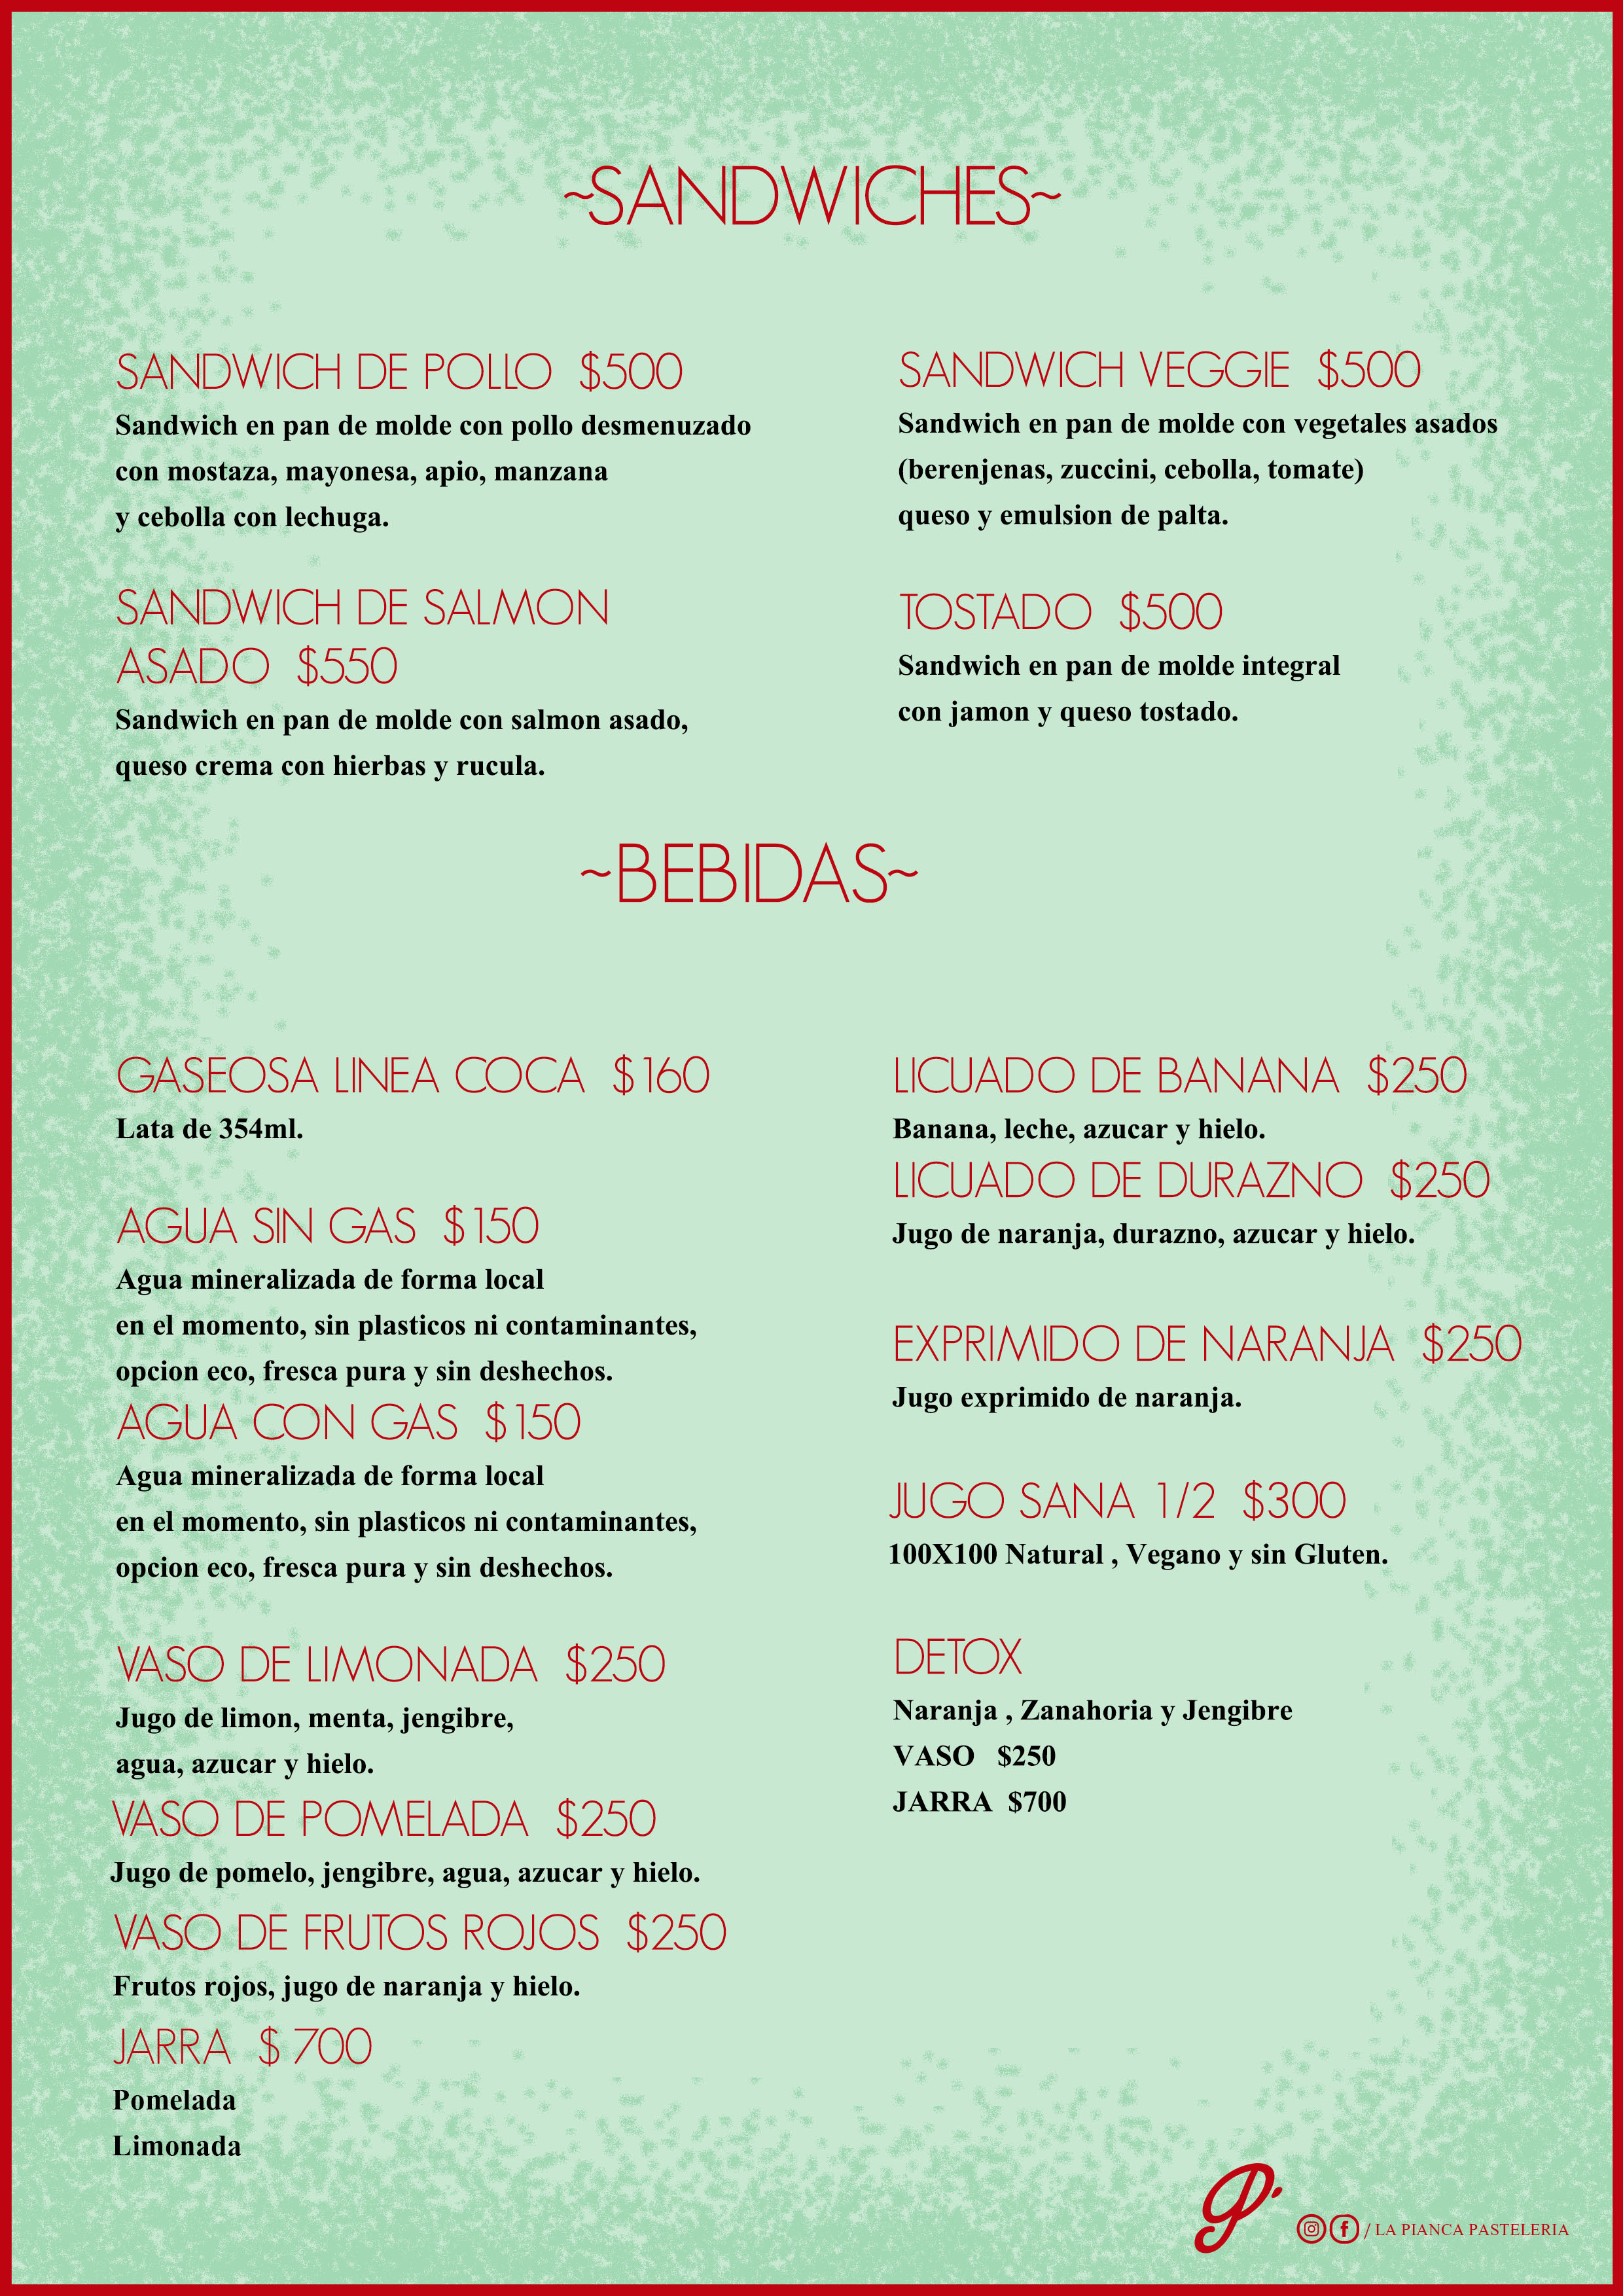 ~SANDWICHES~
SANDWICH DE POLLO $500
Sandwich en pan de molde con pollo desmenuzado
con mostaza, mayonesa, apio, manzana
y cebolla con lechuga.
SANDWICH DE SALMON
ASADO $550
Sandwich en pan de molde con salmon asado,
queso crema con hierbas y rucula.
SANDWICH VEGGIE $500
Sandwich en pan de molde con vegetales asados
(berenjenas, zuccini, cebolla, tomate)
queso y emulsion de palta.
TOSTADO $500
Sandwich en pan de molde integral
con jamon y queso tostado.
~BEBIDAS~
GASEOSA LINEA COCA $160
Lata de 354ml.
AGUA SIN GAS $150
Agua mineralizada de forma local
en el momento, sin plasticos ni contaminantes,
opcion eco, fresca pura y sin deshechos.
AGUA CON GAS $150
Agua mineralizada de forma local
en el momento, sin plasticos ni contaminantes,
opcion eco, fresca pura y sin deshechos.
VASO DE LIMONADA $250
Jugo de limon, menta, jengibre,
agua, azucar y hielo.
VASO DE POMELADA $250
Jugo de pomelo, jengibre, agua, azucar y hielo.
VASO DE FRUTOS ROJOS $250
Frutos rojos, jugo de naranja y hielo.
JARRA $ 700
Pomelada
Limonada
LICUADO DE BANANA $250
Banana, leche, azucar y hielo.
LICUADO DE DURAZNO $250
Jugo de naranja, durazno, azucar y hielo.
EXPRIMIDO DE NARANJA $250
Jugo exprimido de naranja.
JUGO SANA 1/2 $300
100X100 Natural , Vegano y sin Gluten.
DETOX
Naranja , Zanahoria y Jengibre
VASO $250
JARRA $700
P.
/ LA PIANCA PASTELERIA